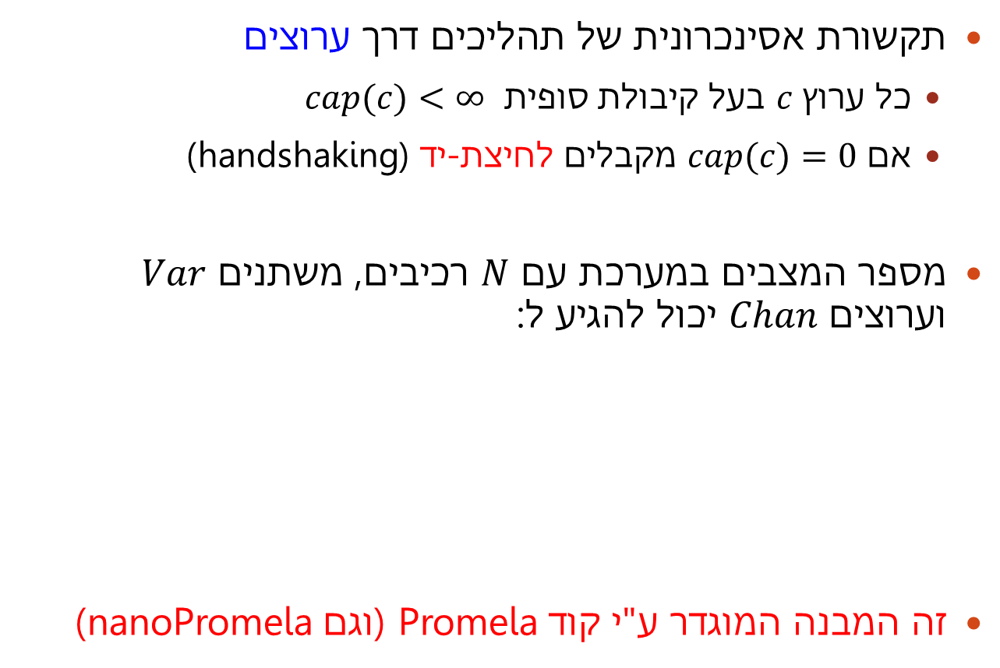 • תקשורת אסינכרונית של תהליכים דרך ערוצים
• כל ערוץ c בעל קיבולת סופית cap(c) < ∞
• אם cap(c) = 0 מקבלים לחיצת-יד (handshaking)
• מספר המצבים במערכת עם N רכיבים, משתנים Var
וערוצים Chan יכול להגיע ל:
• זה המבנה המוגדר ע"י קוד Promela (וגם nanoPromela)